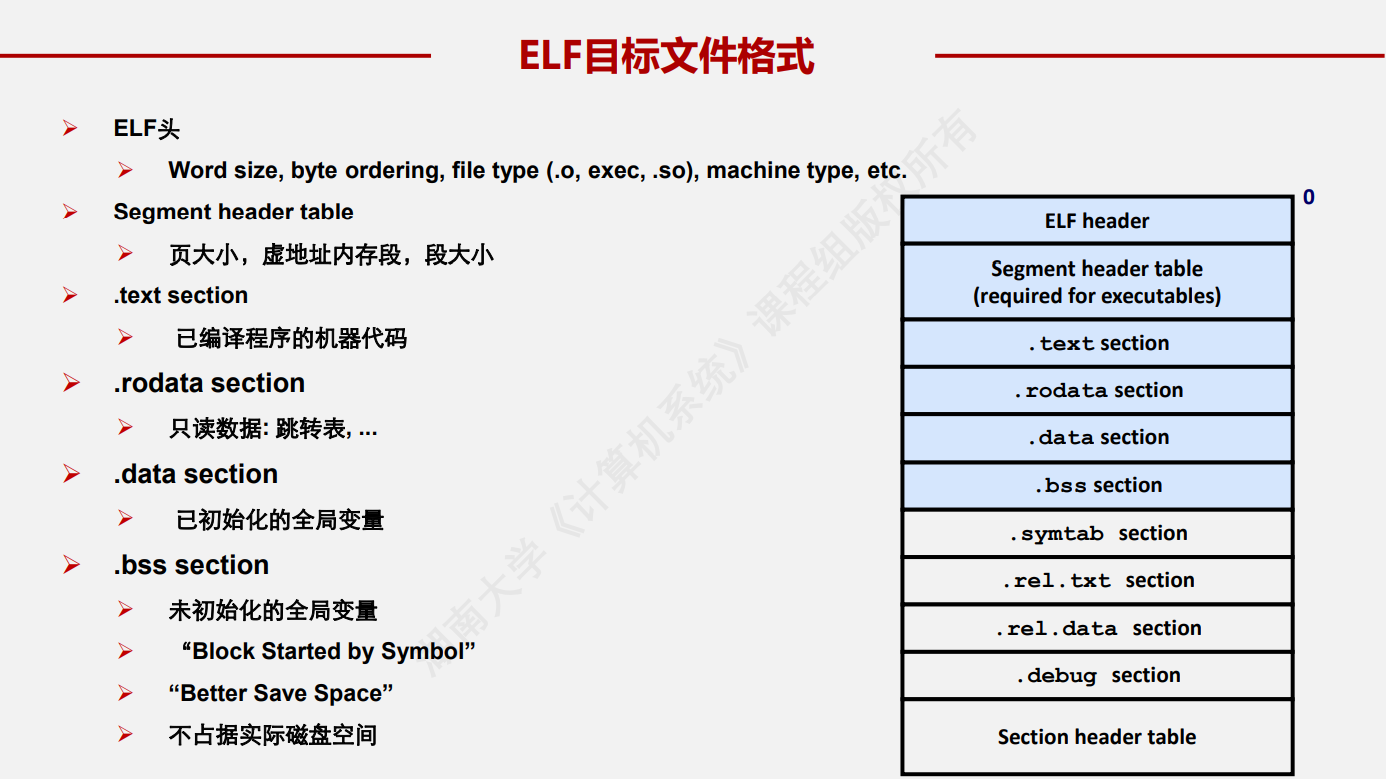 ELF目标文件格式
ELF头
Word size, byte ordering, file type (.o, exec, .so), machine type, etc.
Segment header table
页大小，虚地址内存段，段大小
.text section
已编译程序的机器代码
.rodata section
只读数据: 跳转表, ...
.data section
已初始化的全局变量
.bss section
未初始化的全局变量
“Block Started by Symbol”
“Better Save Space”
不占据实际磁盘空间
0
ELF header
Segment header table
(required for executables)
.text section
.rodata section
.data section
.bss section
.symtab section
.rel.txt section
.rel.data section
.debug section
Section header table
湖南大学《计算机系统》课程组版权所有